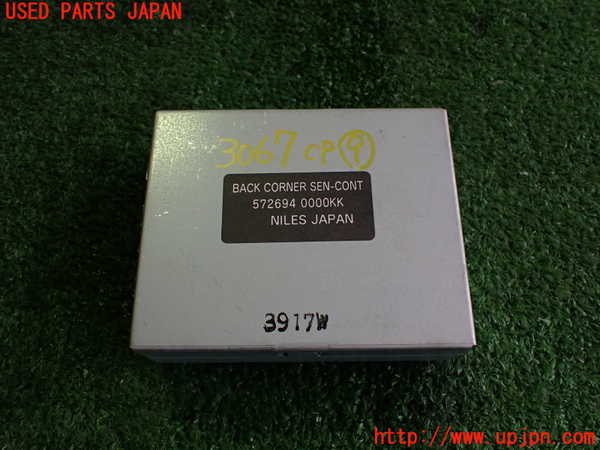 USED PARTS JAPAN
3067 CP(9)
BACK CORNER SEN-CONT
572694 0000KK
NILES JAPAN
3917W
http://www.upjpn.com/